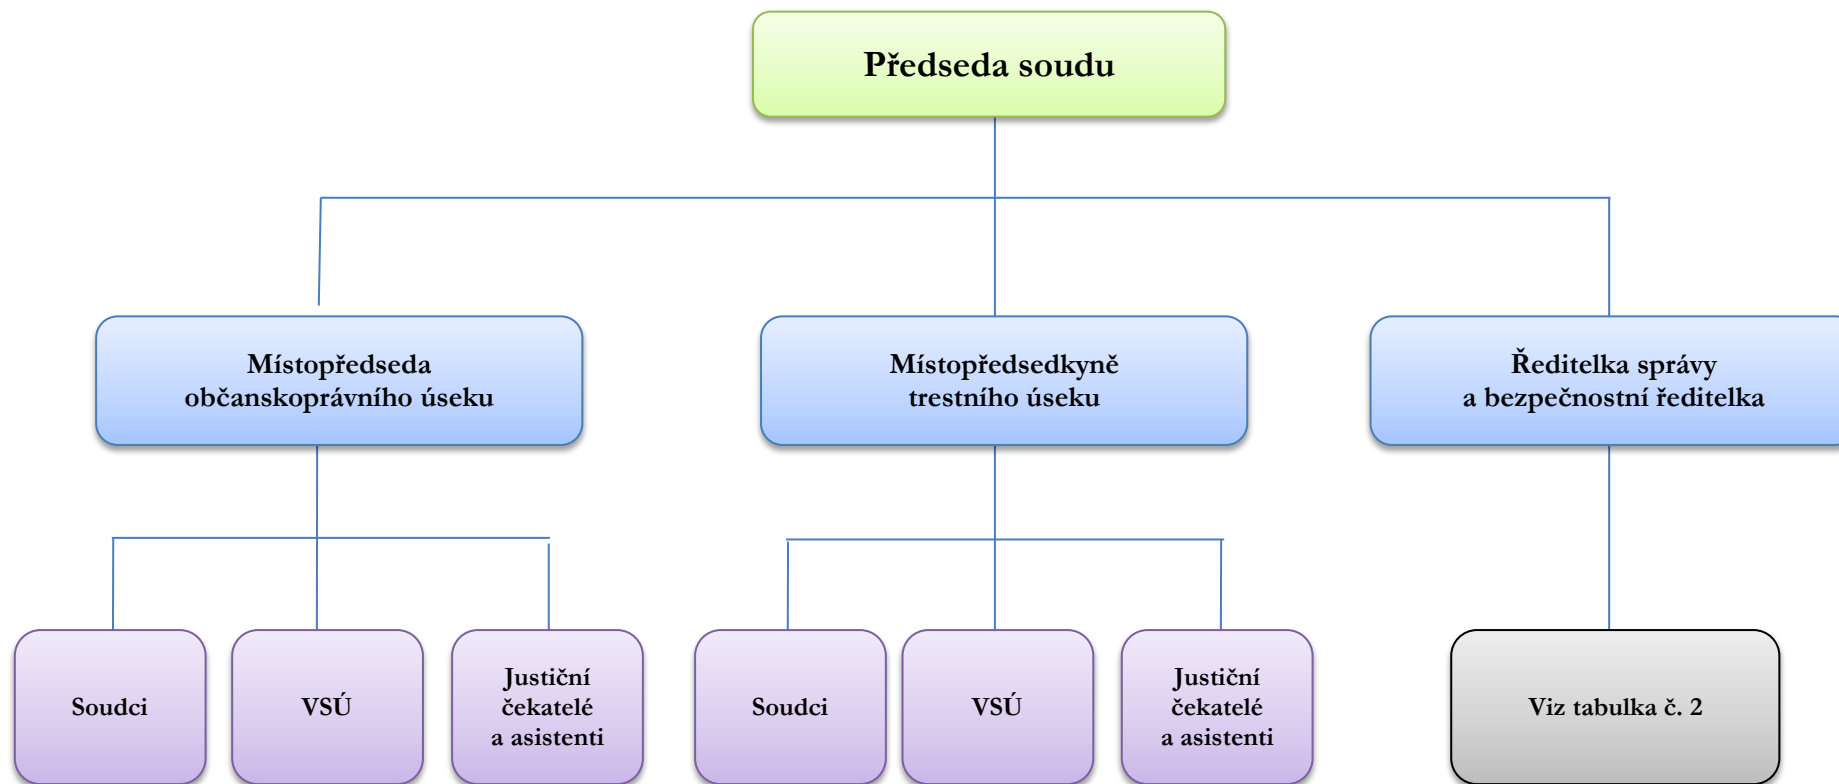 Předseda soudu
Místopředseda
občanskoprávního úseku
Místopředsedkyně
trestního úseku
Ředitelka správy
a bezpečnostní ředitelka
Soudci
VSÚ
Justiční
čekatelé
a asistenti
Soudci
VSÚ
Justiční
čekatelé
a asistenti
Viz tabulka č. 2